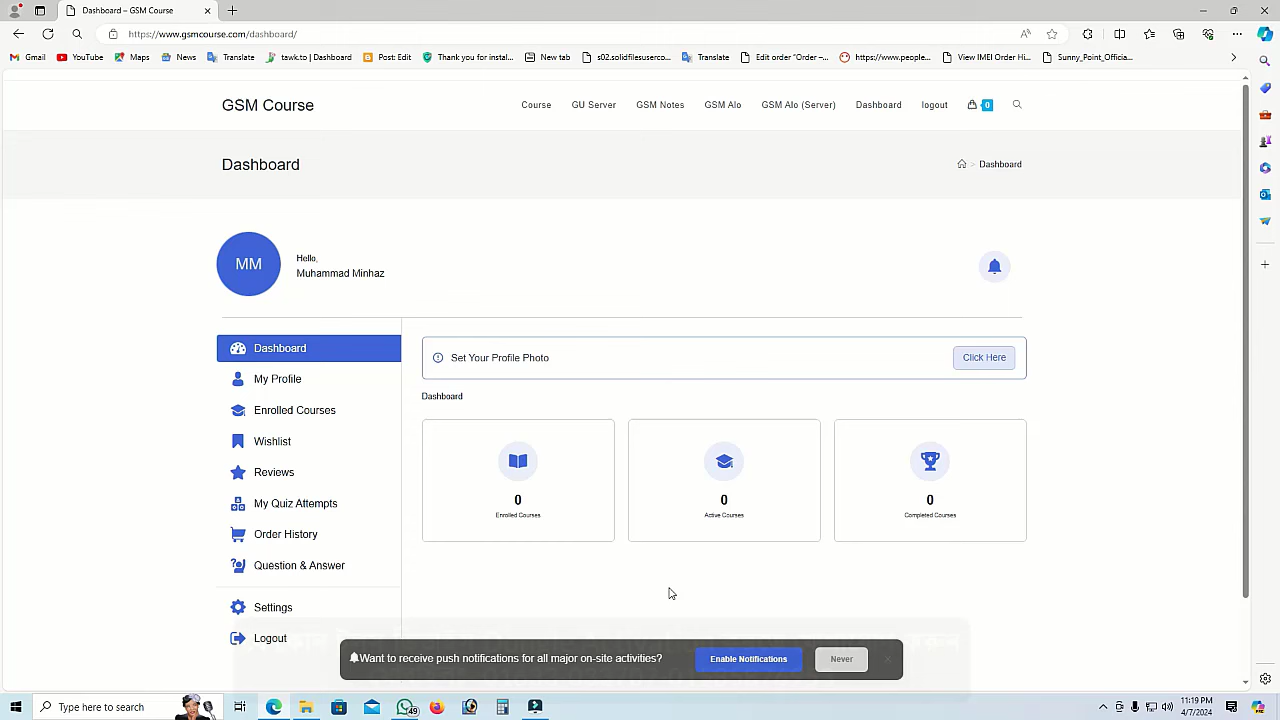 Dashboard – GSM Course
https://www.gsmcourse.com/dashboard/
Gmail YouTube Maps News Translate tawk.to | Dashboard Post Edit Thank you for instal... New tab s02.solidfilesuserco... Translate Edit order "Order –... https://www.people... View IMEI Order Hi... Sunny_Point_Officia...
GSM Course
Course GU Server GSM Notes GSM Alo GSM Alo (Server) Dashboard logout 0
Dashboard
> Dashboard
MM
Hello,
Muhammad Minhaz
Dashboard
My Profile
Enrolled Courses
Wishlist
Reviews
My Quiz Attempts
Order History
Question & Answer
Settings
Logout
Set Your Profile Photo
Click Here
Dashboard
0
Enrolled Courses
0
Active Courses
0
Completed Courses
Want to receive push notifications for all major on-site activities?
Enable Notifications
Never
Type here to search
49
11:19 PM
4/7/2024